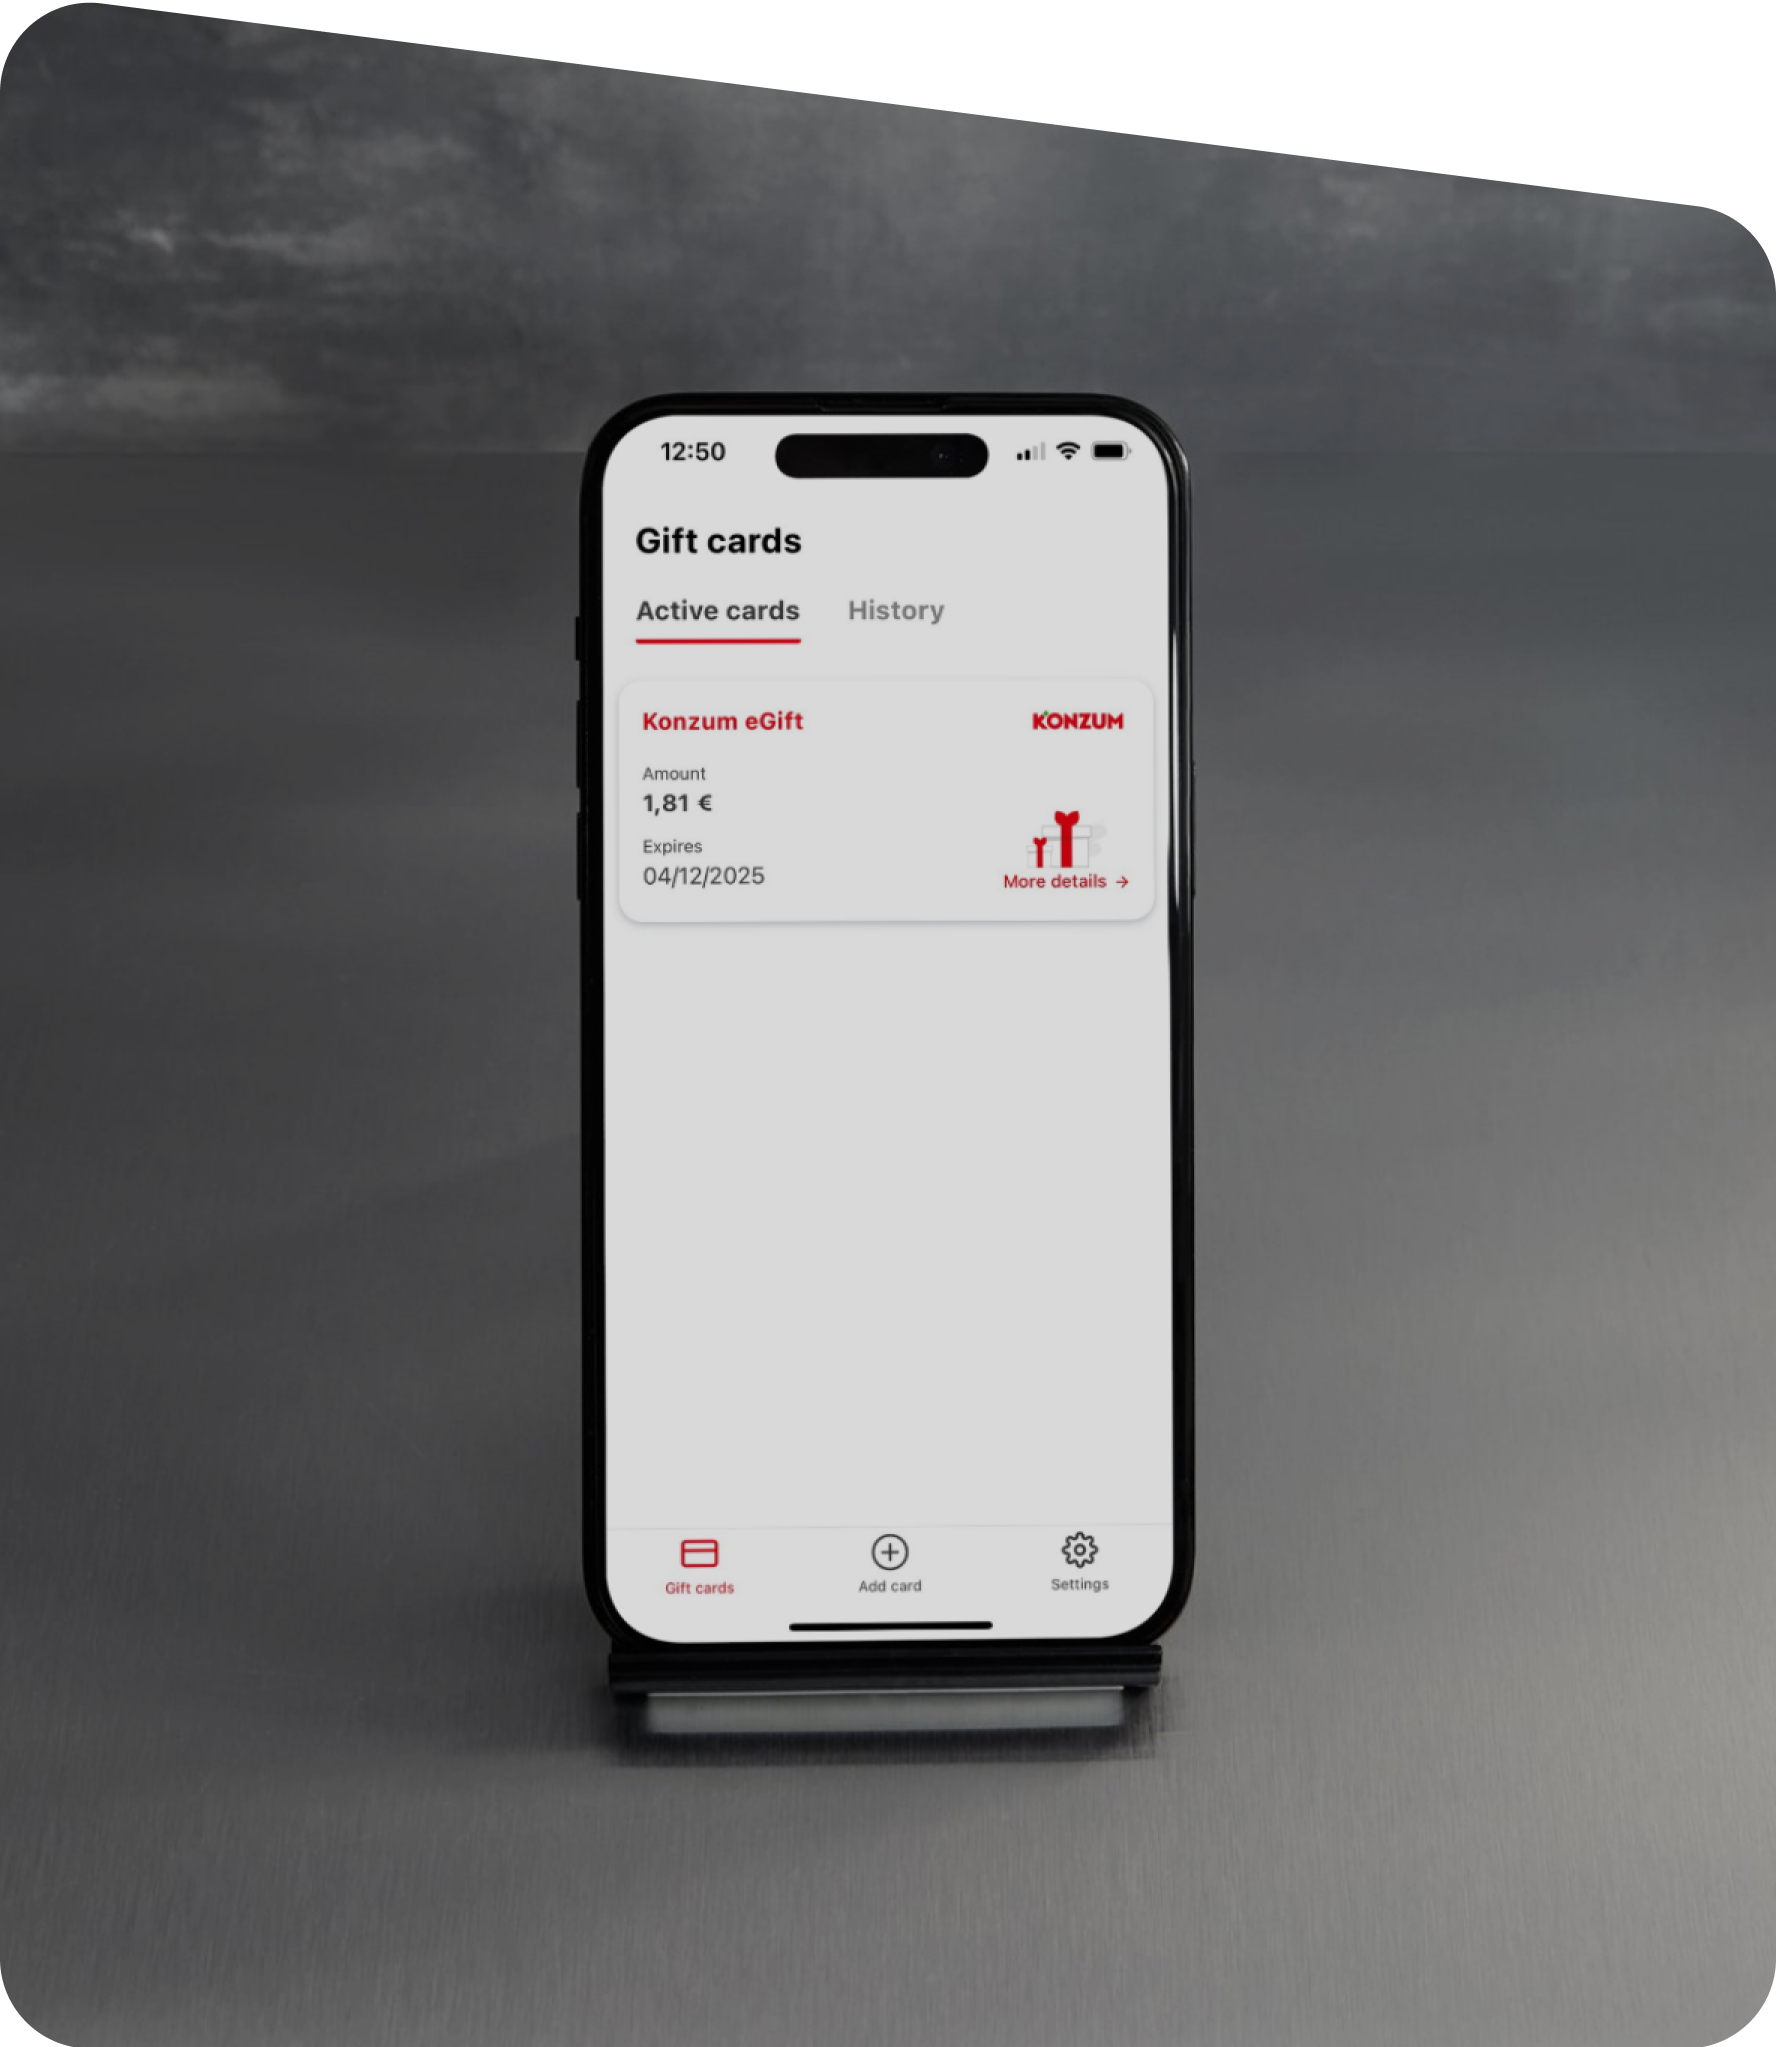 12:50
Gift cards
Active cards History
Konzum eGift KONZUM
Amount
1,81 €
Expires
04/12/2025
More details →
Gift cards Add card Settings